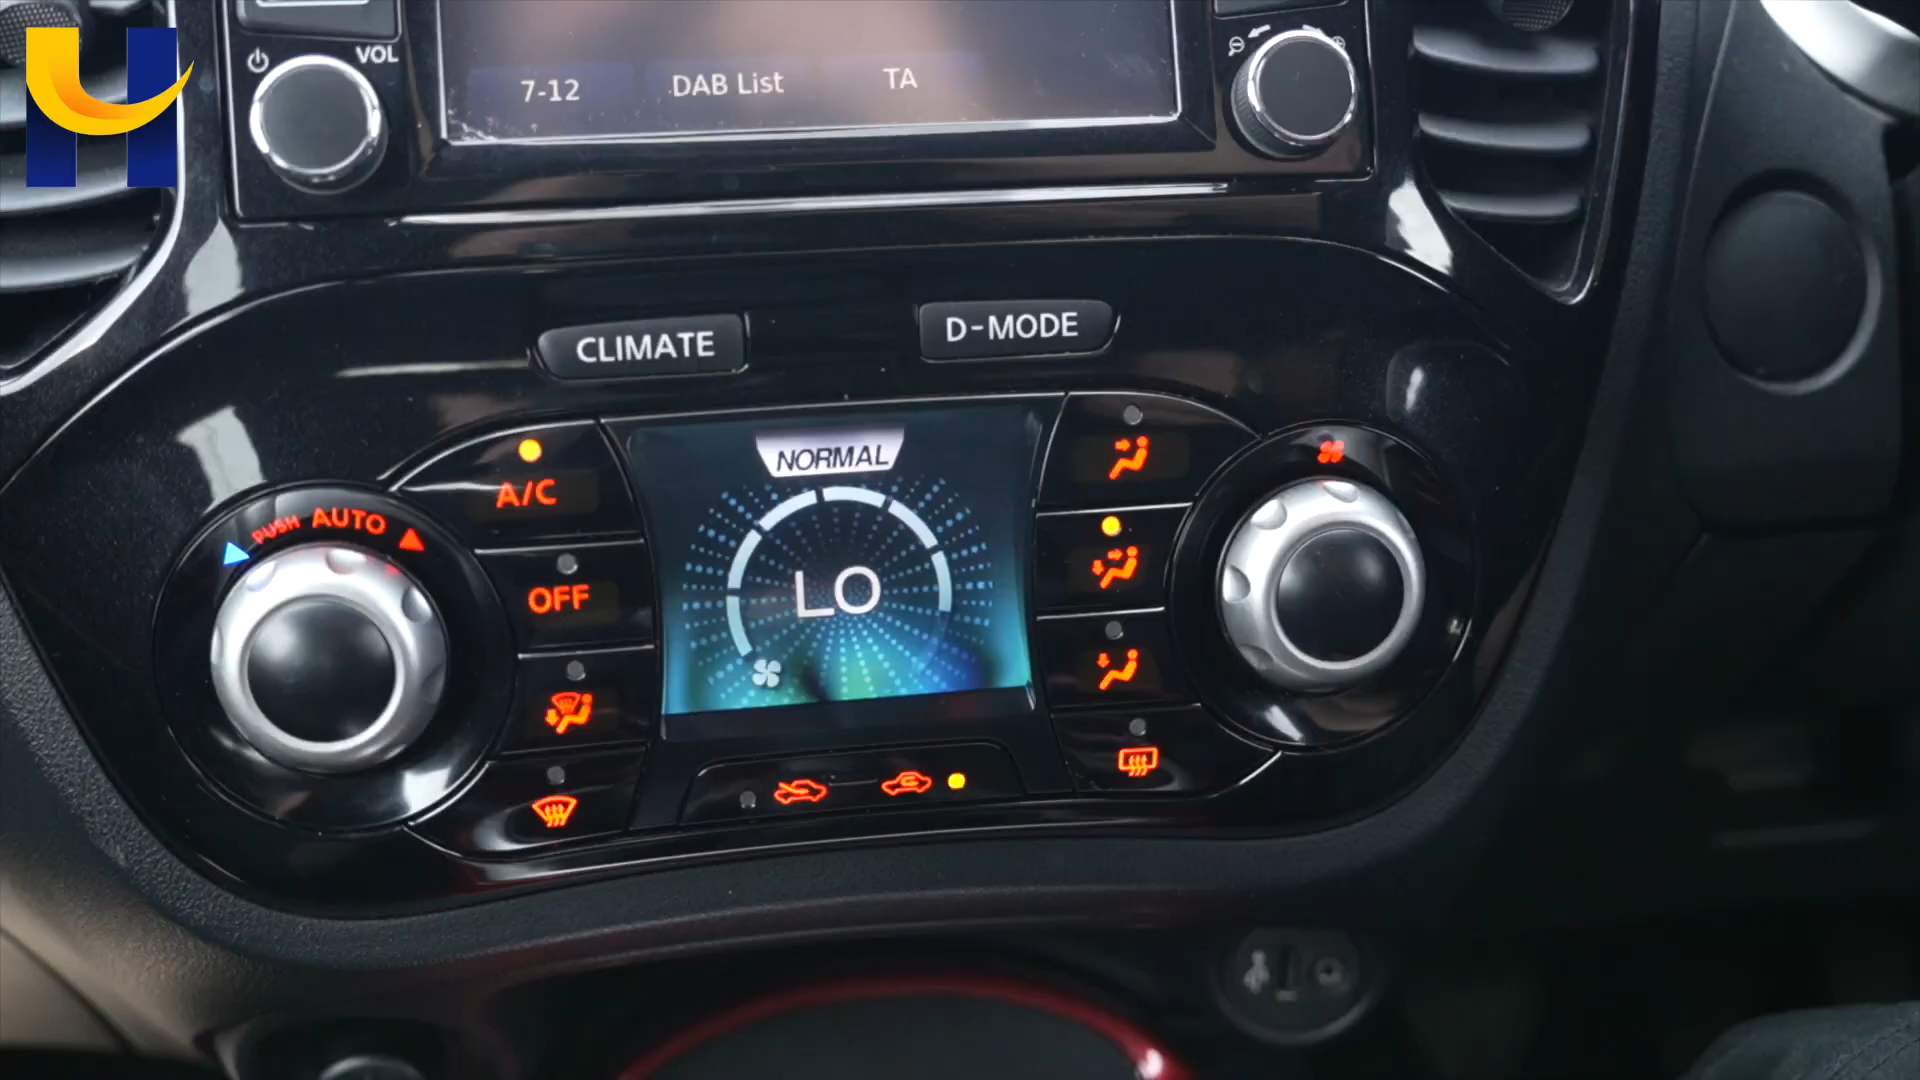 VOL
7-12 DAB List TA
CLIMATE D-MODE
NORMAL
A/C
PUSH AUTO
OFF
LO